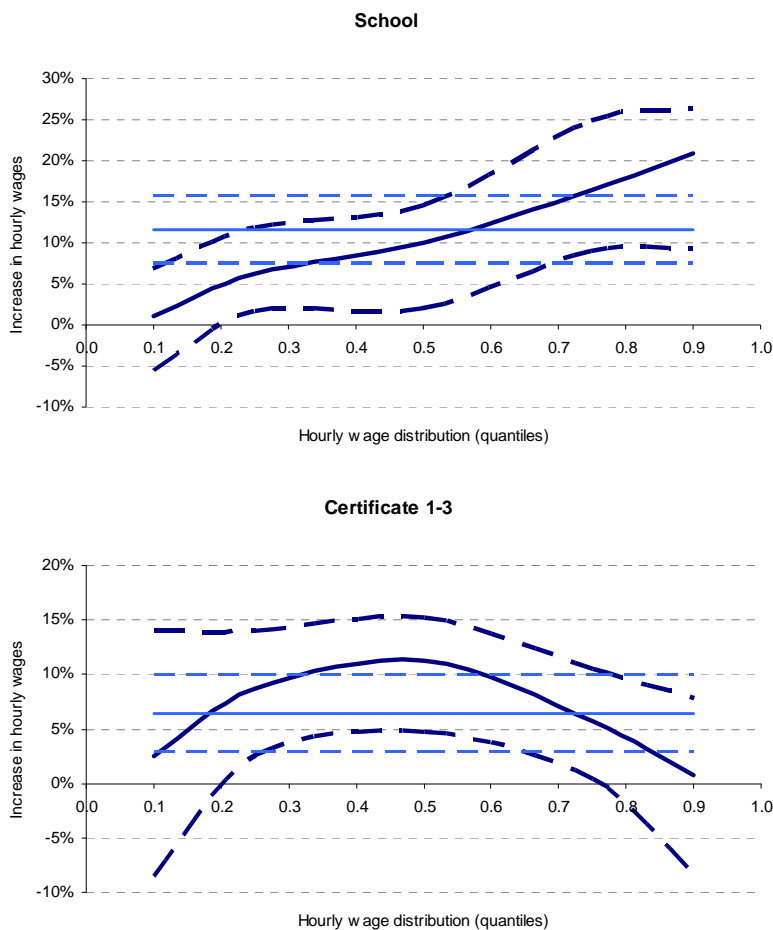 School
30%
25%
20%
15%
10%
5%
0%
-5%
-10%
0.0 0.1 0.2 0.3 0.4 0.5 0.6 0.7 0.8 0.9 1.0
Increase in hourly wages
Hourly wage distribution (quantiles)
Certificate 1-3
20%
15%
10%
5%
0%
-5%
-10%
0.0 0.1 0.2 0.3 0.4 0.5 0.6 0.7 0.8 0.9 1.0
Increase in hourly wages
Hourly wage distribution (quantiles)